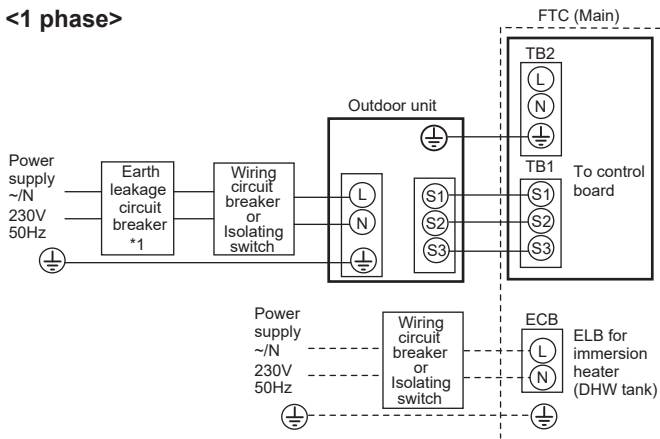 <1 phase>
FTC (Main)
TB2
L
N
Outdoor unit
Power
supply
~/N
230V
50Hz
Earth
leakage
circuit
breaker
*1
Wiring
circuit
breaker
or
Isolating
switch
L
N
S1
S2
S3
TB1
S1
S2
S3
To control
board
Power
supply
~/N
230V
50Hz
Wiring
circuit
breaker
or
Isolating
switch
ECB
L
N
ELB for
immersion
heater
(DHW tank)